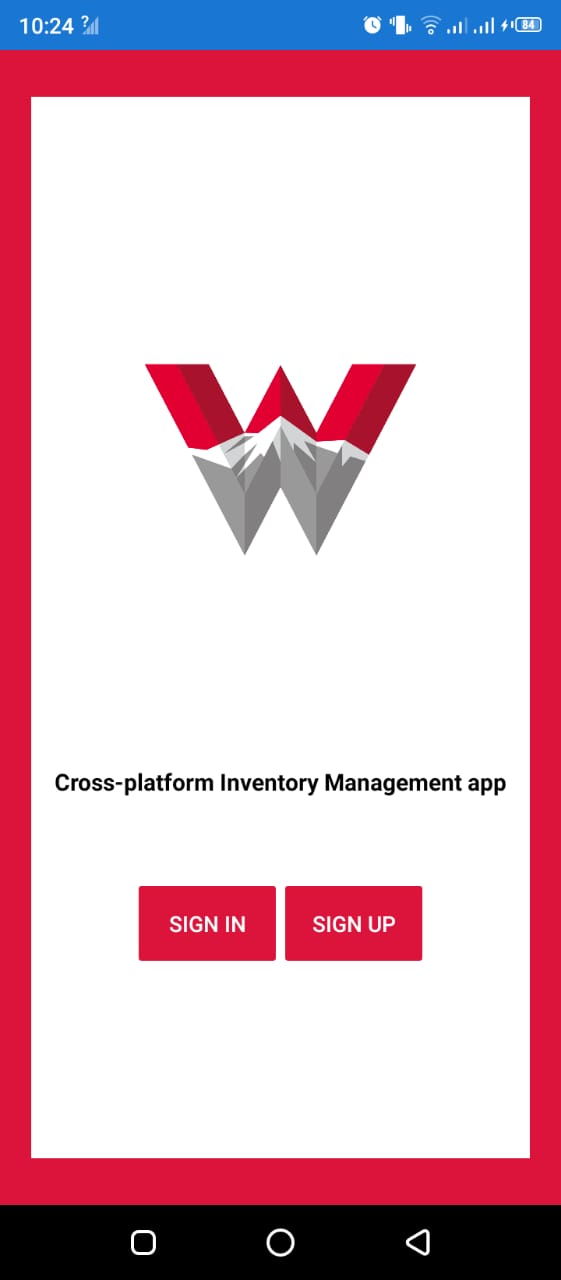 10:24
84
Cross-platform Inventory Management app
SIGN IN
SIGN UP